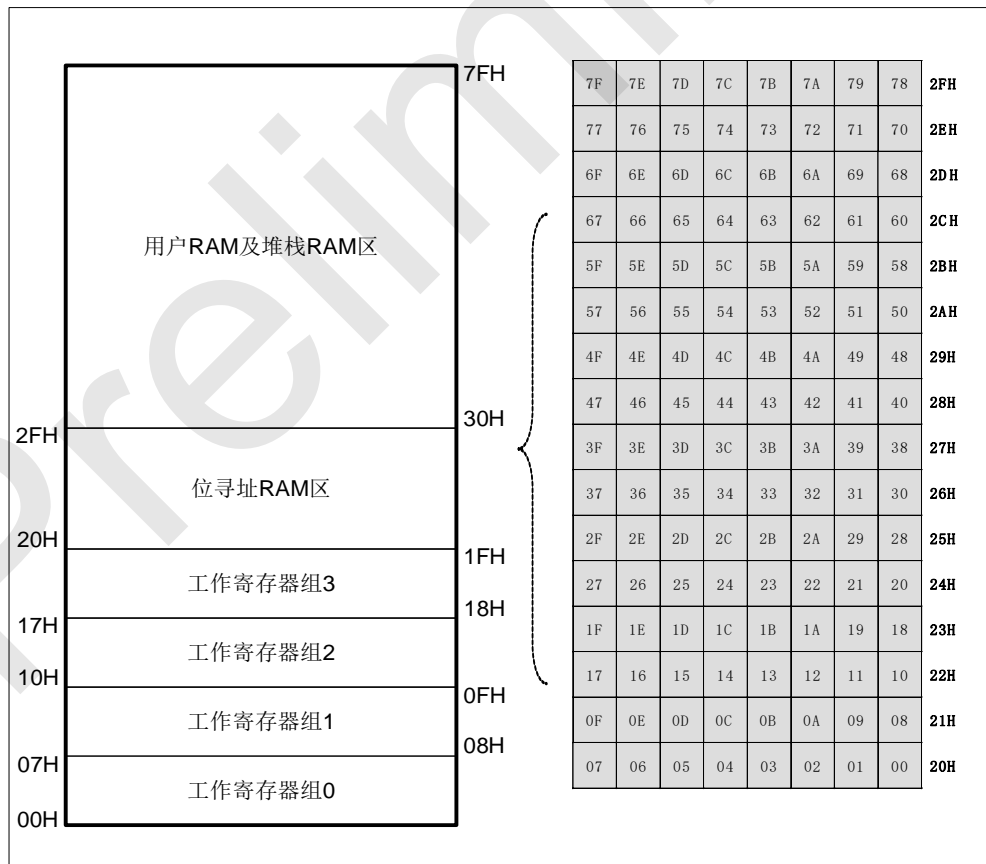 7FH
用户RAM及堆栈RAM区
30H
2FH
位寻址RAM区
20H
1FH
工作寄存器组3
18H
17H
工作寄存器组2
10H
0FH
工作寄存器组1
08H
07H
工作寄存器组0
00H
7F 7E 7D 7C 7B 7A 79 78 2FH
77 76 75 74 73 72 71 70 2EH
6F 6E 6D 6C 6B 6A 69 68 2DH
67 66 65 64 63 62 61 60 2CH
5F 5E 5D 5C 5B 5A 59 58 2BH
57 56 55 54 53 52 51 50 2AH
4F 4E 4D 4C 4B 4A 49 48 29H
47 46 45 44 43 42 41 40 28H
3F 3E 3D 3C 3B 3A 39 38 27H
37 36 35 34 33 32 31 30 26H
2F 2E 2D 2C 2B 2A 29 28 25H
27 26 25 24 23 22 21 20 24H
1F 1E 1D 1C 1B 1A 19 18 23H
17 16 15 14 13 12 11 10 22H
0F 0E 0D 0C 0B 0A 09 08 21H
07 06 05 04 03 02 01 00 20H
Prelim